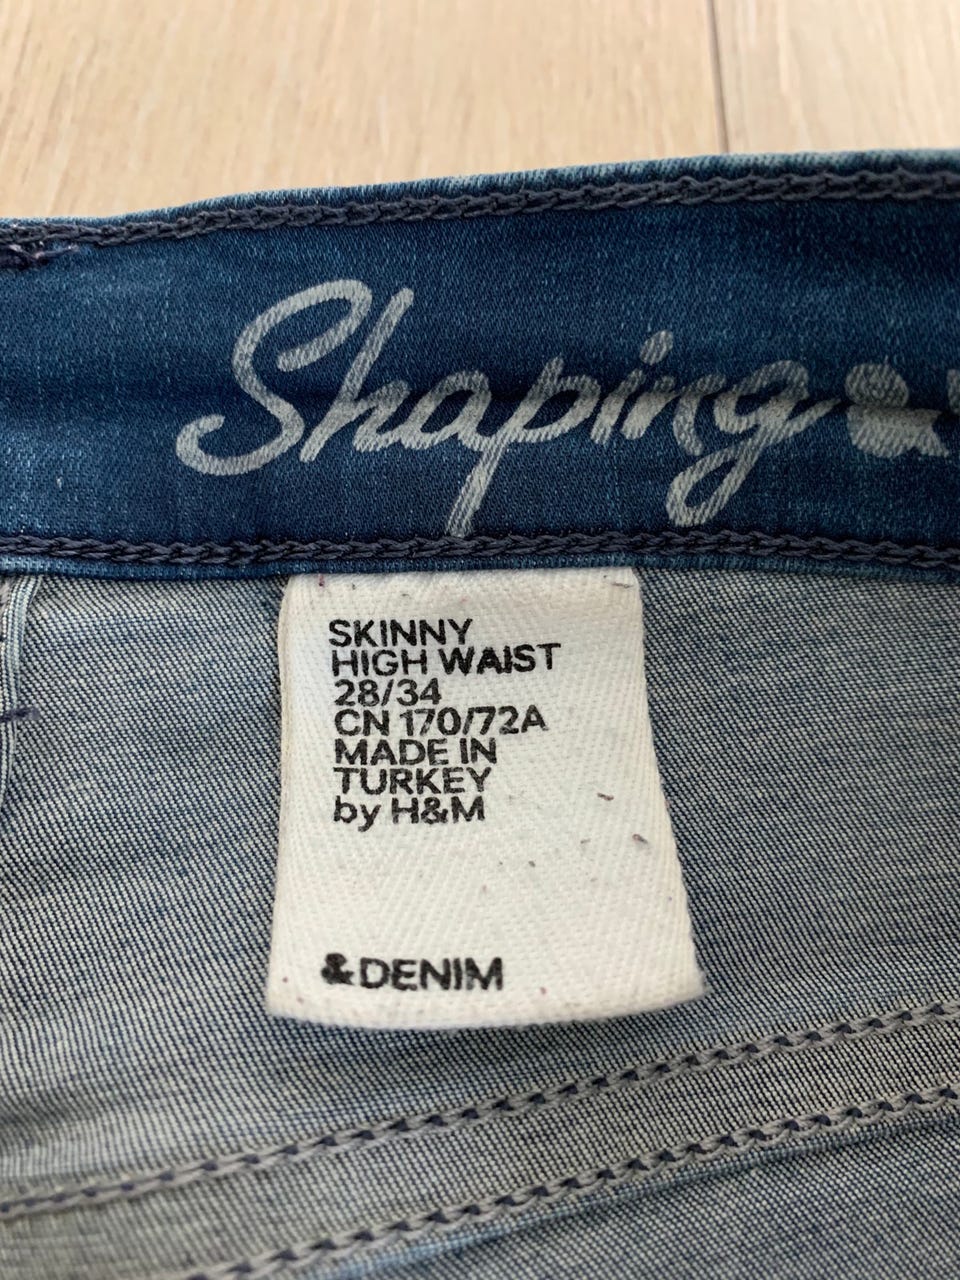 Shaping &
SKINNY
HIGH WAIST
28/34
CN 170/72A
MADE IN
TURKEY
by H&M
&DENIM